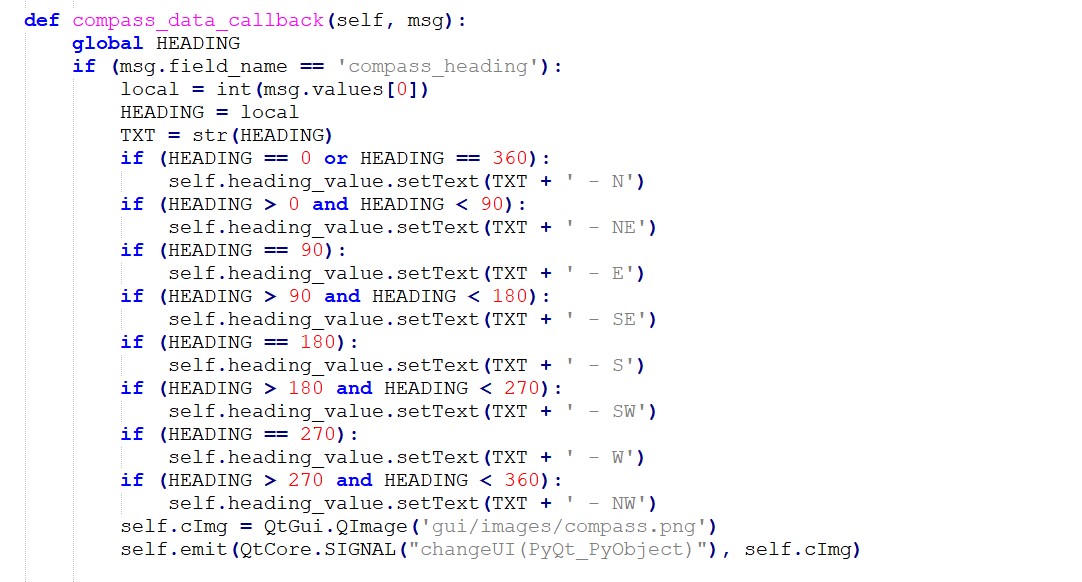 def compass_data_callback(self, msg):
    global HEADING
    if (msg.field_name == 'compass_heading'):
        local = int(msg.values[0])
        HEADING = local
        TXT = str(HEADING)
        if (HEADING == 0 or HEADING == 360):
            self.heading_value.setText(TXT + ' - N')
        if (HEADING > 0 and HEADING < 90):
            self.heading_value.setText(TXT + ' - NE')
        if (HEADING == 90):
            self.heading_value.setText(TXT + ' - E')
        if (HEADING > 90 and HEADING < 180):
            self.heading_value.setText(TXT + ' - SE')
        if (HEADING == 180):
            self.heading_value.setText(TXT + ' - S')
        if (HEADING > 180 and HEADING < 270):
            self.heading_value.setText(TXT + ' - SW')
        if (HEADING == 270):
            self.heading_value.setText(TXT + ' - W')
        if (HEADING > 270 and HEADING < 360):
            self.heading_value.setText(TXT + ' - NW')
        self.cImg = QtGui.QImage('gui/images/compass.png')
        self.emit(QtCore.SIGNAL("changeUI(PyQt_PyObject)"), self.cImg)